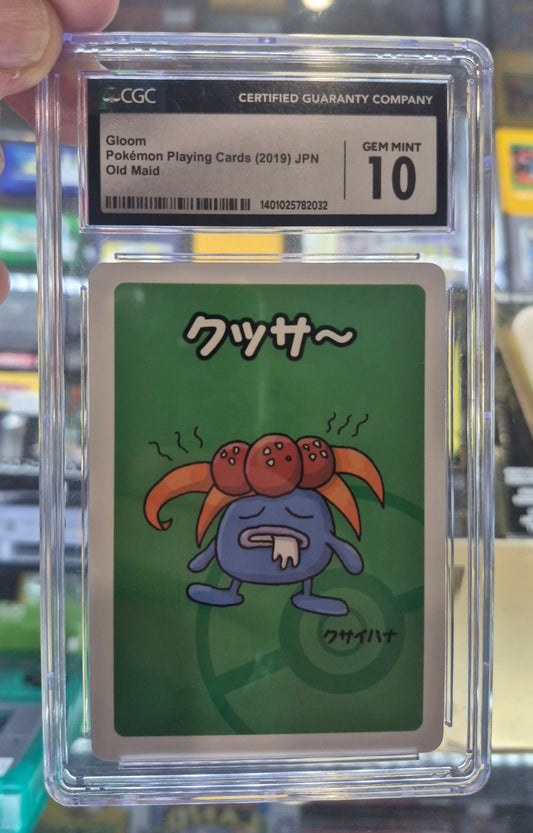 CGC
CERTIFIED GUARANTY COMPANY
Gloom
Pokémon Playing Cards (2019) JPN
Old Maid
GEM MINT
10
1401025782032
クッサ〜
クサイハナ